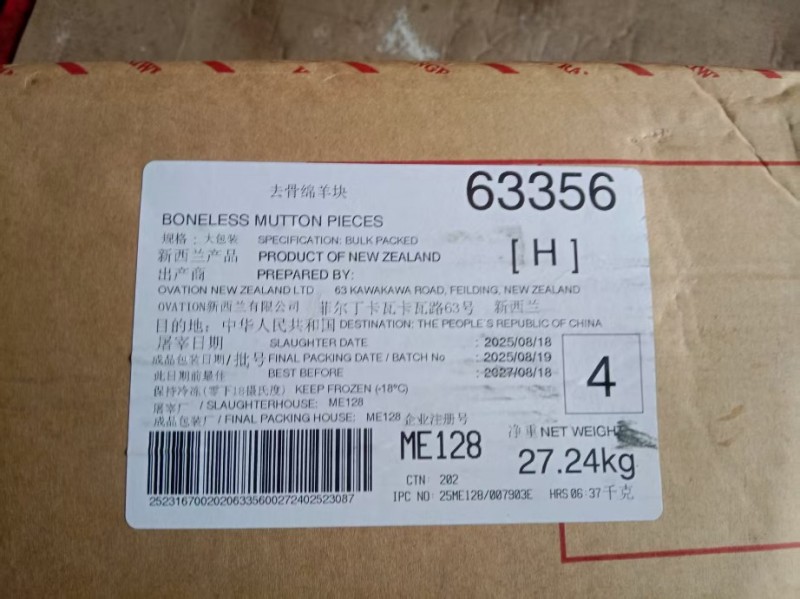 去骨绵羊块
63356
BONELESS MUTTON PIECES
规格：大包装 SPECIFICATION: BULK PACKED
[H]
新西兰产品 PRODUCT OF NEW ZEALAND
出产商 PREPARED BY:
OVATION NEW ZEALAND LTD 63 KAWAKAWA ROAD, FEILDING, NEW ZEALAND
OVATION新西兰有限公司 菲尔丁卡瓦卡瓦路63号 新西兰
目的地：中华人民共和国 DESTINATION: THE PEOPLE S REPUBLIC OF CHINA
屠宰日期 SLAUGHTER DATE : 2025/08/18
成品包装日期/批号 FINAL PACKING DATE / BATCH No : 2025/08/19
此日期前最佳 BEST BEFORE : 2027/08/18
4
保持冷冻(零下18摄氏度) KEEP FROZEN (-18°C)
屠宰厂 / SLAUGHTERHOUSE: ME128
成品包装厂 / FINAL PACKING HOUSE: ME128 企业注册号
ME128
净重 NET WEIGHT
27.24kg
CTN: 202
IPC NO: 25ME128/007903E HRS 06:37 千克
2523167002020633560027240252308​7